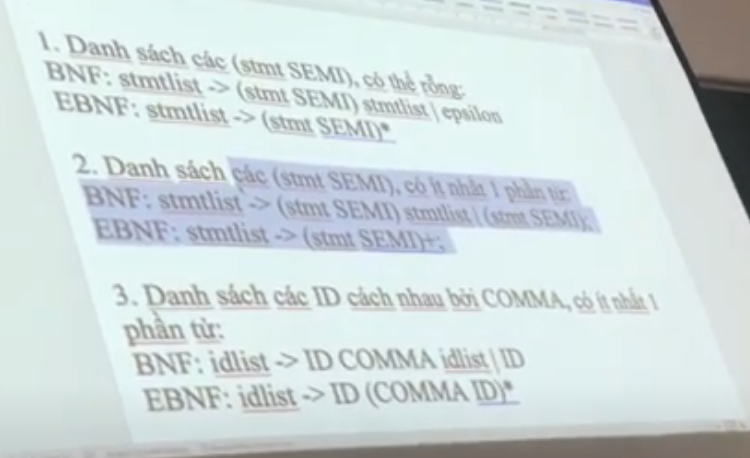 1. Danh sách các (stmt SEMI), có thể rỗng:
BNF: stmtlist -> (stmt SEMI) stmtlist | epsilon
EBNF: stmtlist -> (stmt SEMI)*
2. Danh sách các (stmt SEMI), có ít nhất 1 phần tử:
BNF: stmtlist -> (stmt SEMI) stmtlist | (stmt SEMI);
EBNF: stmtlist -> (stmt SEMI)+;
3. Danh sách các ID cách nhau bởi COMMA, có ít nhất 1
phần tử:
BNF: idlist -> ID COMMA idlist | ID
EBNF: idlist -> ID (COMMA ID)*